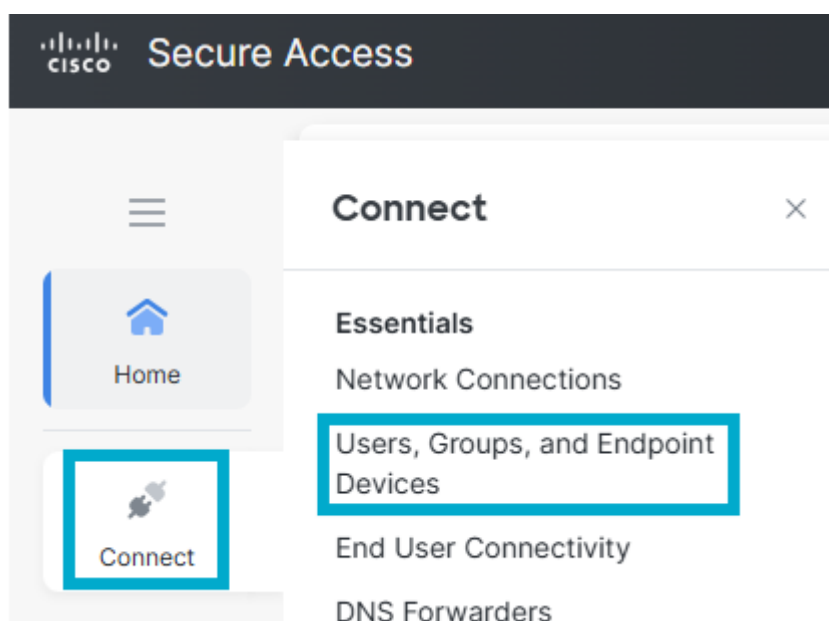 CISCO Secure Access
Connect
Home
Essentials
Network Connections
Users, Groups, and Endpoint
Devices
Connect
End User Connectivity
DNS Forwarders